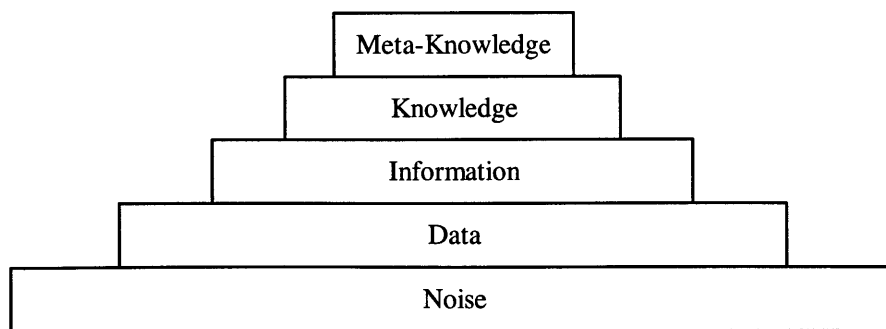 Meta-Knowledge
Knowledge
Information
Data
Noise